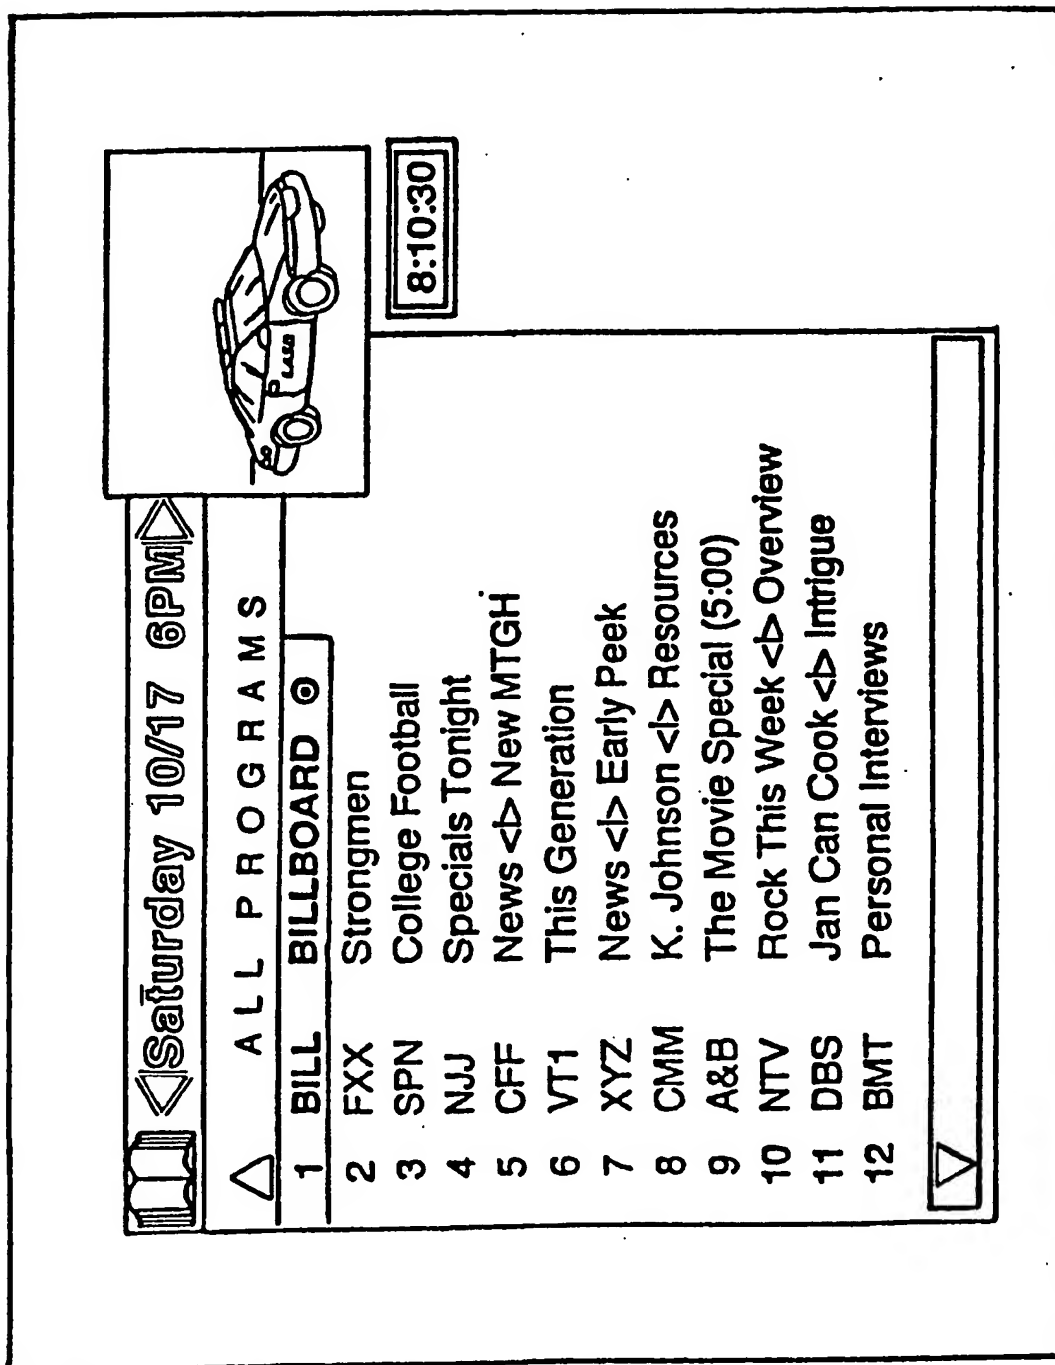 Saturday 10/17 6PM
ALL PROGRAMS
1 BILL BILLBOARD
2 FXX Strongmen
3 SPN College Football
4 NJJ Specials Tonight
5 CFF News <|> New MTGH
6 VT1 This Generation
7 XYZ News <|> Early Peek
8 CMM K. Johnson <|> Resources
9 A&B The Movie Special (5:00)
10 NTV Rock This Week <|> Overview
11 DBS Jan Can Cook <|> Intrigue
12 BMT Personal Interviews
8:10:30